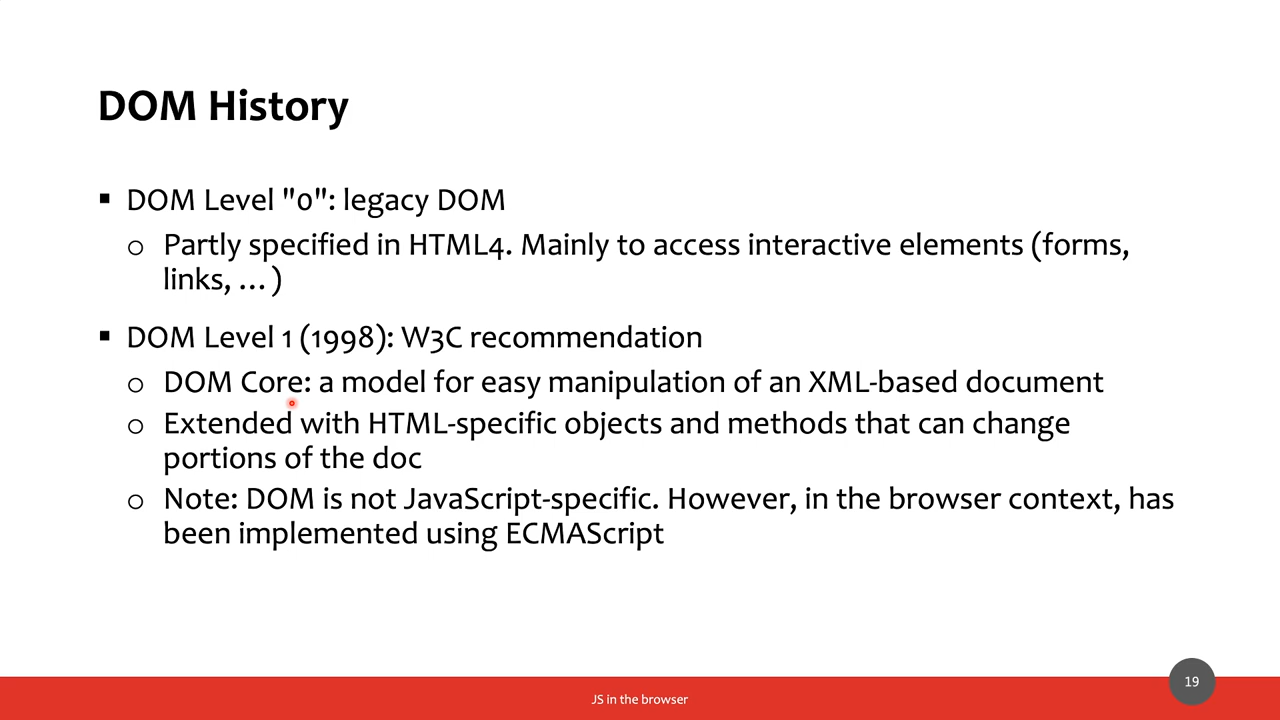 DOM History
▪ DOM Level "0": legacy DOM
o Partly specified in HTML4. Mainly to access interactive elements (forms,
links, … )
▪ DOM Level 1 (1998): W3C recommendation
o DOM Core: a model for easy manipulation of an XML-based document
o Extended with HTML-specific objects and methods that can change
portions of the doc
o Note: DOM is not JavaScript-specific. However, in the browser context, has
been implemented using ECMAScript
19
JS in the browser